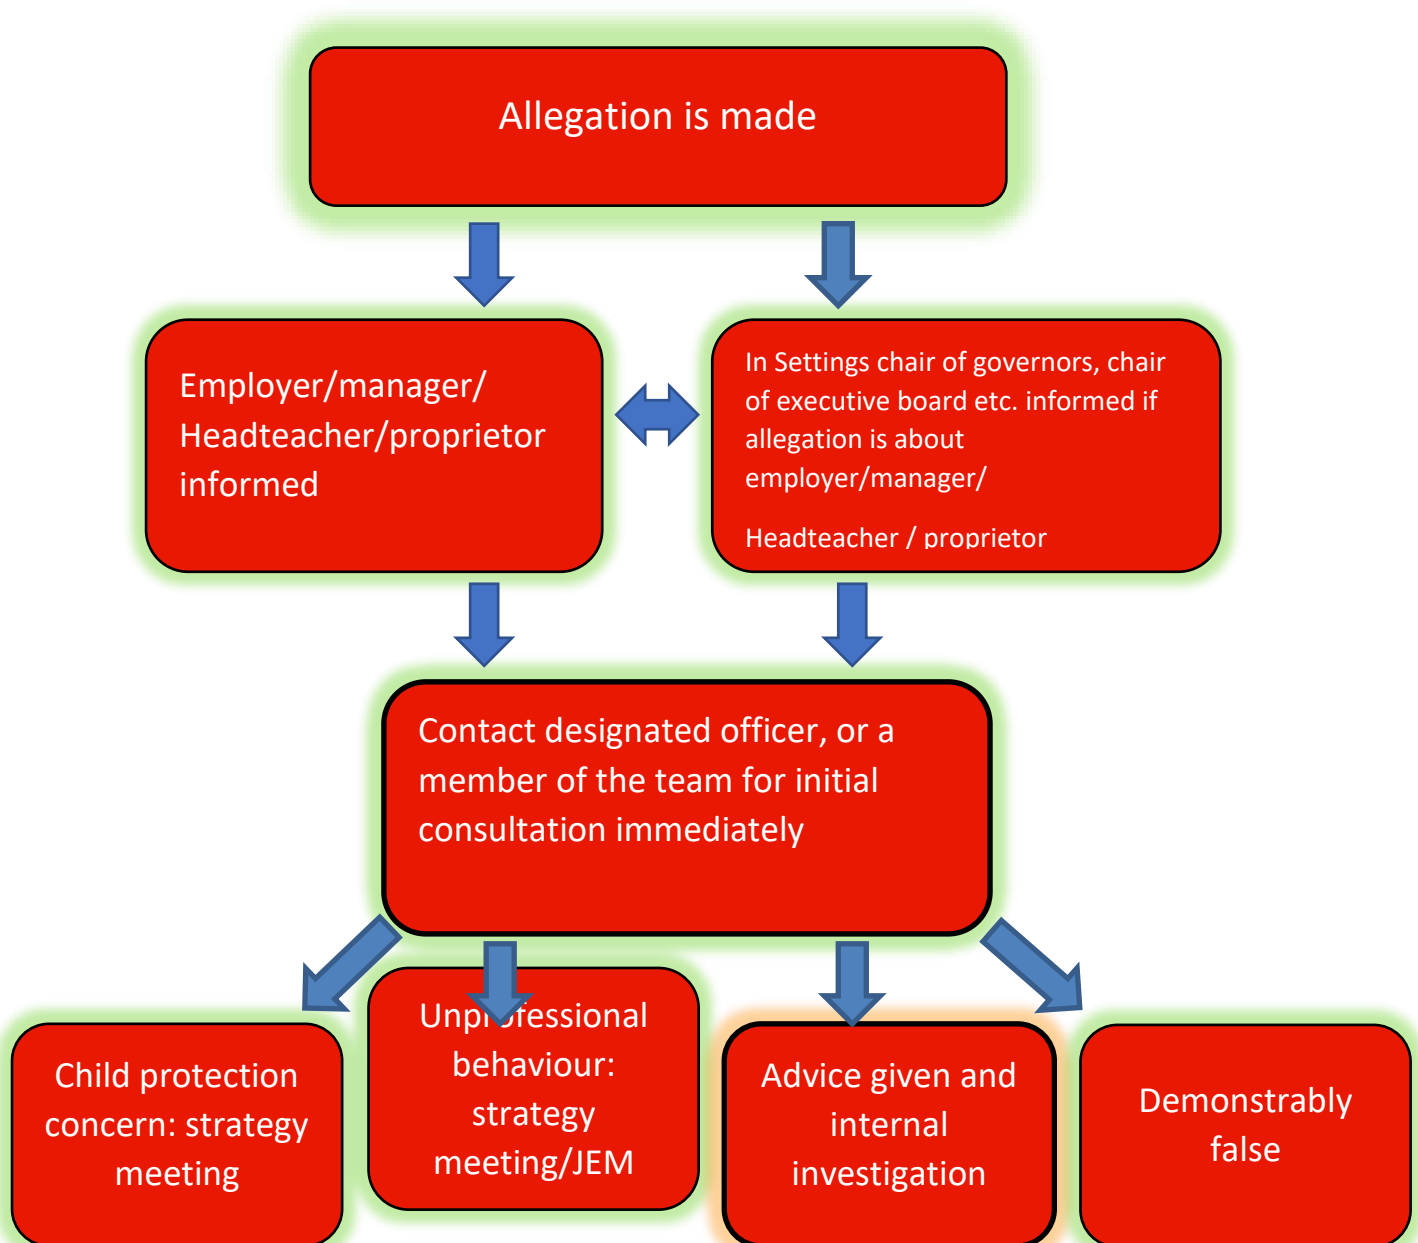 Allegation is made
Employer/manager/
Headteacher/proprietor
informed
In Settings chair of governors, chair
of executive board etc. informed if
allegation is about
employer/manager/
Headteacher / proprietor
Contact designated officer, or a
member of the team for initial
consultation immediately
Child protection
concern: strategy
meeting
Unprofessional
behaviour:
strategy
meeting/JEM
Advice given and
internal
investigation
Demonstrably
false